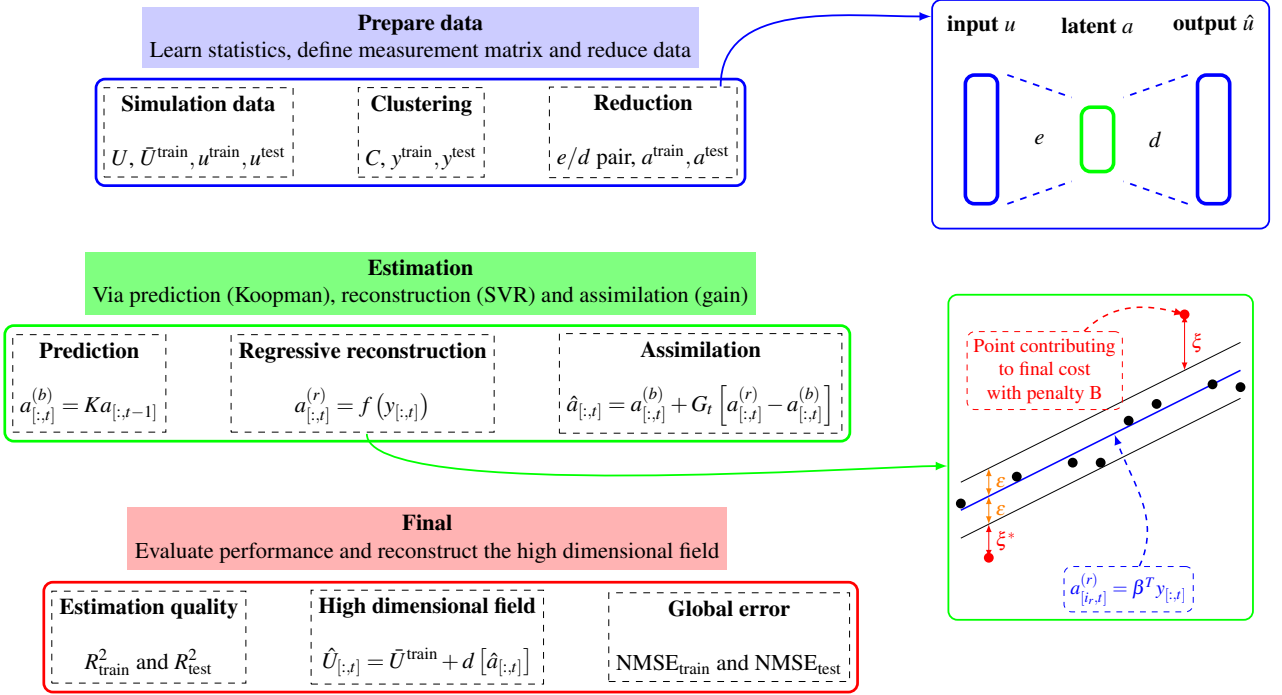 Prepare data
Learn statistics, define measurement matrix and reduce data
Simulation data
U, Ū^train, u^train, u^test
Clustering
C, y^train, y^test
Reduction
e/d pair, a^train, a^test
input u
latent a
output û
e
d
Estimation
Via prediction (Koopman), reconstruction (SVR) and assimilation (gain)
Prediction
a^(b)_[:,t] = K a_[:,t−1]
Regressive reconstruction
a^(r)_[:,t] = f (y_[:,t])
Assimilation
â_[:,t] = a^(b)_[:,t] + G_t [a^(r)_[:,t] − a^(b)_[:,t]]
Point contributing
to final cost
with penalty B
ξ
ε
ε
ξ*
a^(r)_[i_r,t] = β^T y_[:,t]
Final
Evaluate performance and reconstruct the high dimensional field
Estimation quality
R²_train and R²_test
High dimensional field
Û_[:,t] = Ū^train + d [â_[:,t]]
Global error
NMSE_train and NMSE_test